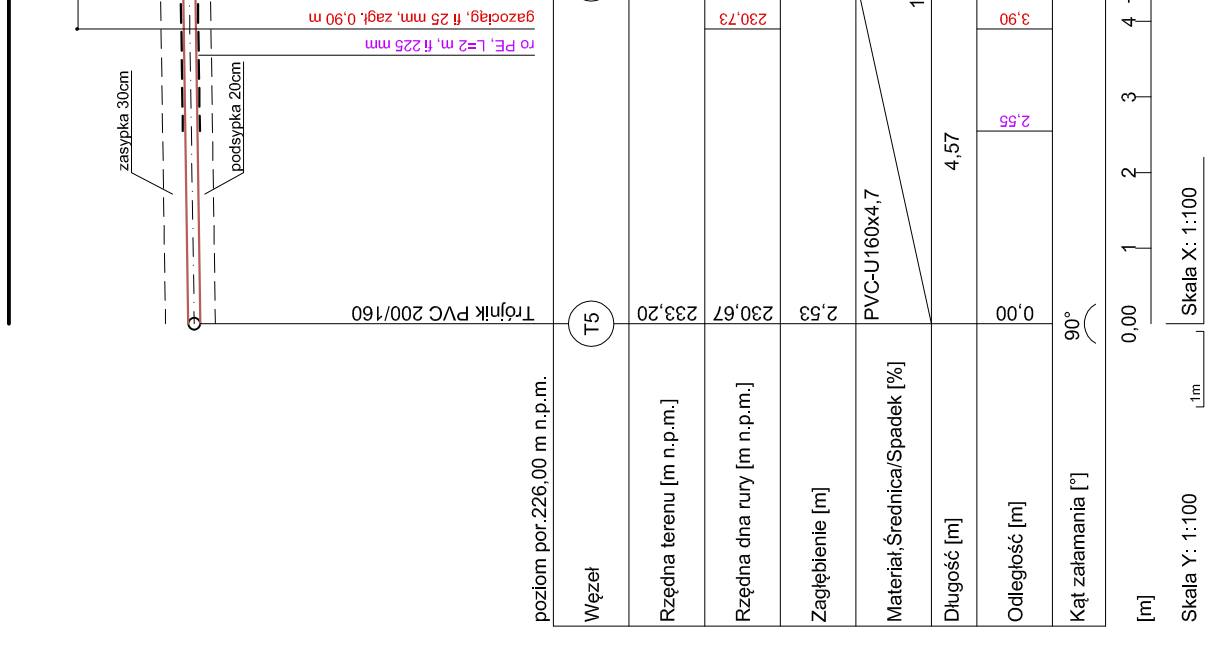 gazociąg, fi 25 mm, zagł. 0,90 m
ro PE, L=2 m, fi 225 mm
zasypka 30cm
podsypka 20cm
Trójnik PVC 200/160
poziom por.226,00 m n.p.m.
Węzeł
T5
Rzędna terenu [m n.p.m.]
233,20
Rzędna dna rury [m n.p.m.]
230,67
230,73
Zagłębienie [m]
2,53
Materiał,Średnica/Spadek [%]
PVC-U160x4,7
1
Długość [m]
4,57
Odległość [m]
0,00
2,55
3,90
Kąt załamania [°]
90°
[m]
0,00
1
2
3
4
Skala Y: 1:100
1m
Skala X: 1:100